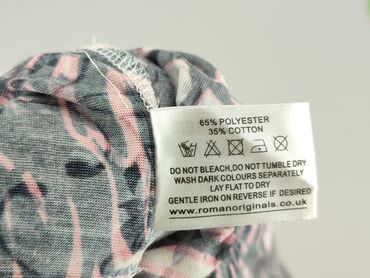 65% POLYESTER
35% COTTON
DO NOT BLEACH,DO NOT TUMBLE DRY
WASH DARK COLOURS SEPARATELY
LAY FLAT TO DRY
GENTLE IRON ON REVERSE IF DESIRED
www.romanoriginals.co.uk